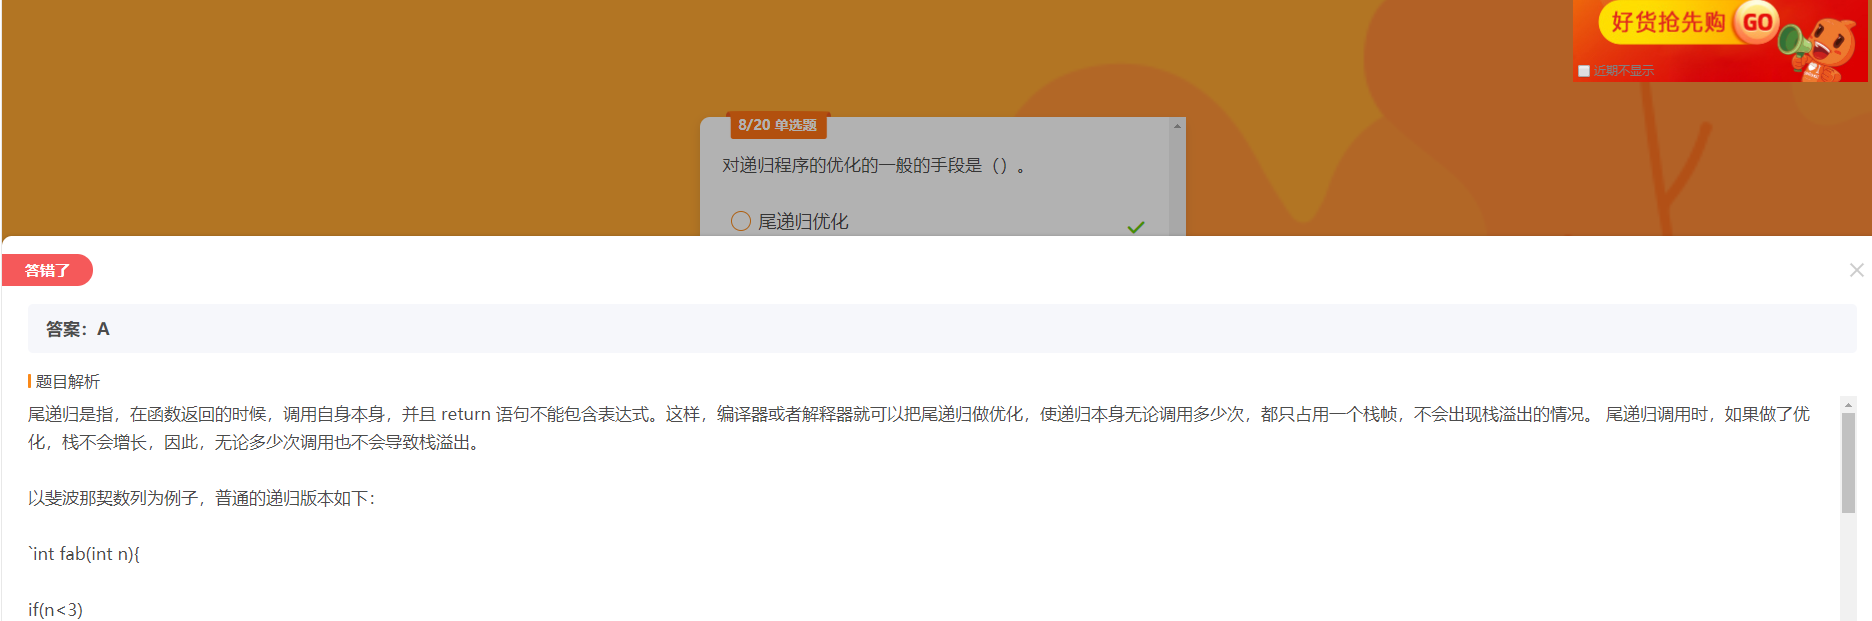 好货抢先购 GO
近期不显示
8/20 单选题
对递归程序的优化的一般的手段是（）。
尾递归优化
答错了
答案：A
题目解析
尾递归是指，在函数返回的时候，调用自身本身，并且 return 语句不能包含表达式。这样，编译器或者解释器就可以把尾递归做优化，使递归本身无论调用多少次，都只占用一个栈帧，不会出现栈溢出的情况。 尾递归调用时，如果做了优
化，栈不会增长，因此，无论多少次调用也不会导致栈溢出。
以斐波那契数列为例子，普通的递归版本如下：
`int fab(int n){
if(n<3)